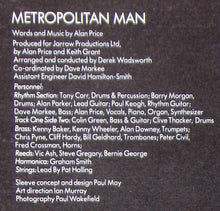 METROPOLITAN MAN
Words and Music by Alan Price
Produced for Jarrow Productions Ltd,
by Alan Price and Keith Grant
Arranged and conducted by Derek Wadsworth
Co-ordinated by Dave Markee
Assistant Engineer David Hamilton-Smith
Personnel:
Rhythm Section: Tony Carr, Drums & Percussion; Barry Morgan,
Drums; Alan Parker, Lead Guitar; Paul Keogh, Rhythm Guitar;
Dave Markee, Bass; Alan Price, Vocals, Piano, Organ, Synthesizer
Track One Side Two: Colin Green, Bass & Guitar; Clive Thacker, Drums
Brass: Kenny Baker, Kenny Wheeler, Alan Downey, Trumpets;
Chris Pyne, Cliff Hardy, Bill Geldhard, Trombones; Peter Civil,
Fred Crossman, Horns;
Reeds: Vic Ash, Steve Gregory, Bernie George
Harmonica: Graham Smith
Strings: Lead By Pat Halling
Sleeve concept and design Paul May
Art direction Ian Murray
Photography Paul Wakefield